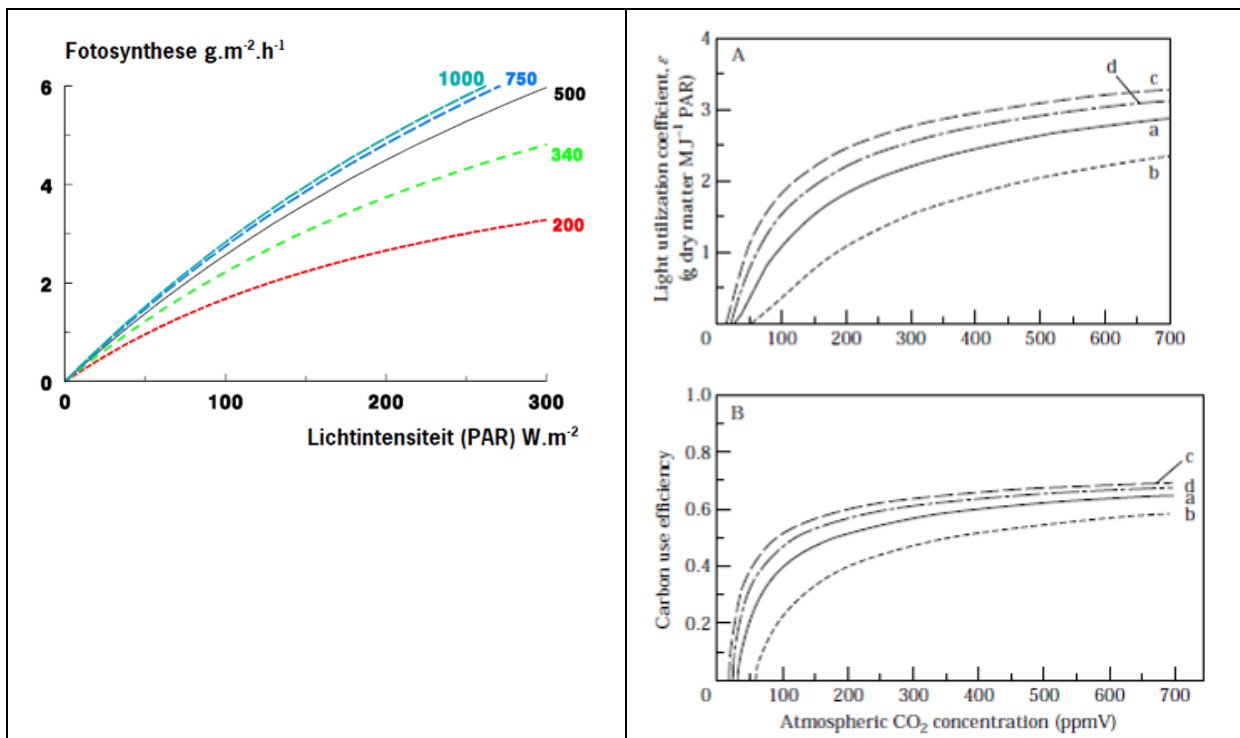 Fotosynthese g.m-2.h-1
1000
750
500
340
200
6
4
2
0
0 100 200 300
Lichtintensiteit (PAR) W.m-2
A
d
c
a
b
4
3
2
1
Light utilization coefficient, ε
(g dry matter MJ−1 PAR)
0 100 200 300 400 500 600 700
B
c
d
a
b
1.0
0.8
0.6
0.4
0.2
Carbon use efficiency
0 100 200 300 400 500 600 700
Atmospheric CO2 concentration (ppmV)